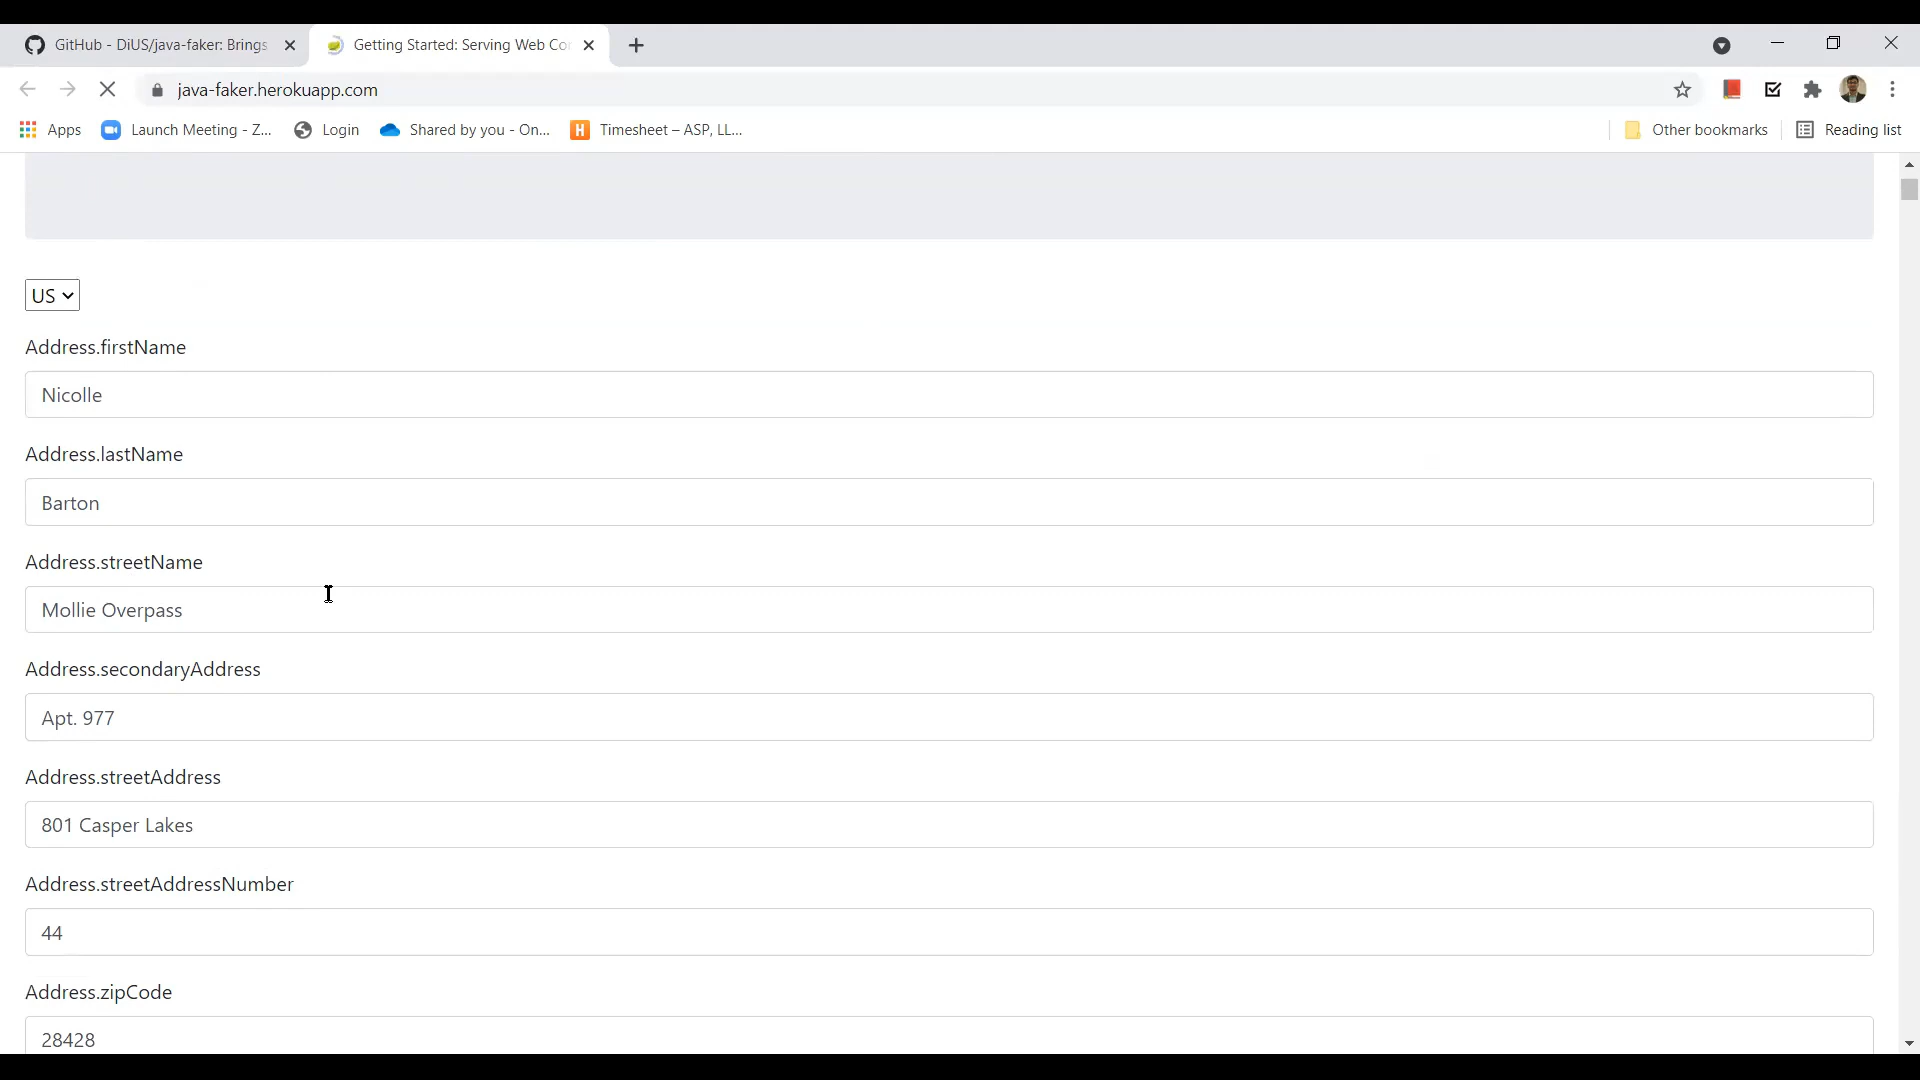 GitHub - DiUS/java-faker: Brings
Getting Started: Serving Web Co
java-faker.herokuapp.com
Apps
Launch Meeting - Z...
Login
Shared by you - On...
H
Timesheet – ASP, LL...
Other bookmarks
Reading list
US
Address.firstName
Nicolle
Address.lastName
Barton
Address.streetName
Mollie Overpass
Address.secondaryAddress
Apt. 977
Address.streetAddress
801 Casper Lakes
Address.streetAddressNumber
44
Address.zipCode
28428